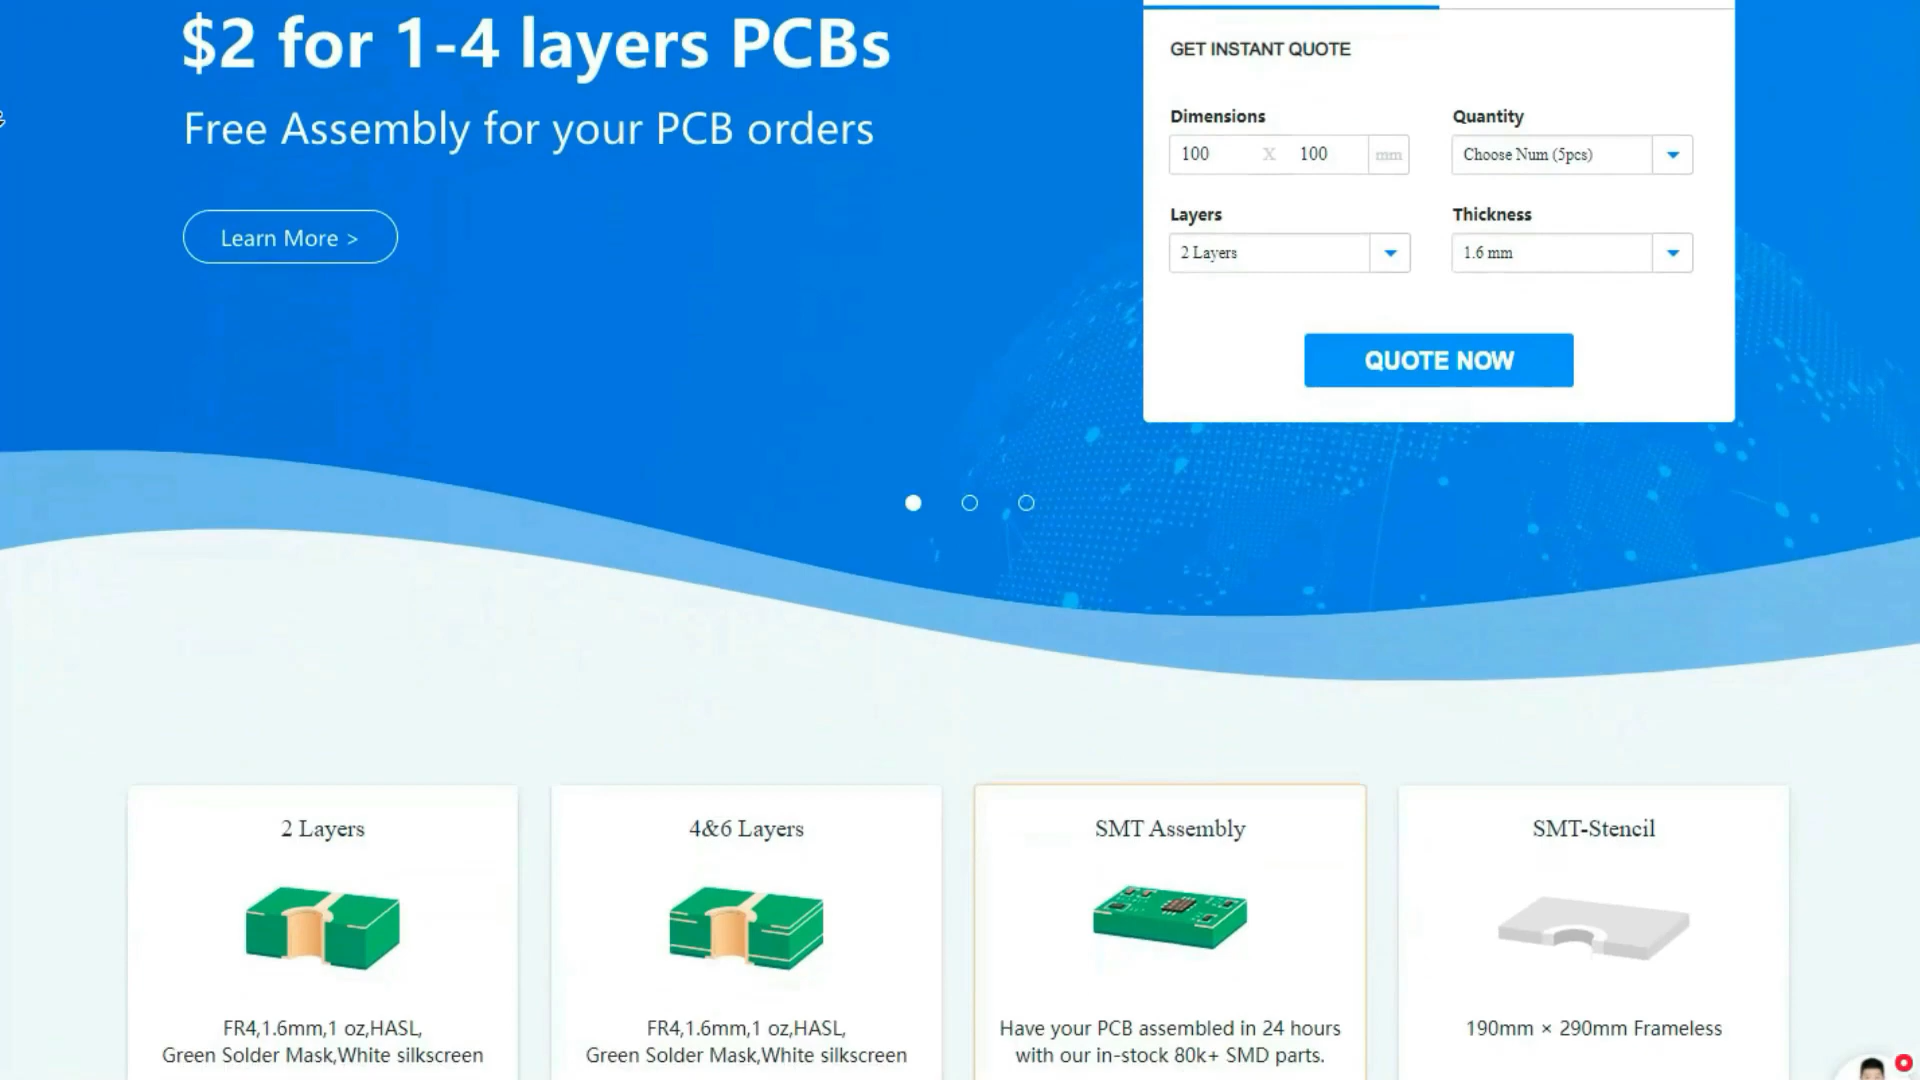 $2 for 1-4 layers PCBs
Free Assembly for your PCB orders
Learn More >
GET INSTANT QUOTE
Dimensions
Quantity
100 X 100 mm
Choose Num (5pcs)
Layers
Thickness
2 Layers
1.6 mm
QUOTE NOW
2 Layers
FR4,1.6mm,1 oz,HASL,
Green Solder Mask,White silkscreen
4&6 Layers
FR4,1.6mm,1 oz,HASL,
Green Solder Mask,White silkscreen
SMT Assembly
Have your PCB assembled in 24 hours
with our in-stock 80k+ SMD parts.
SMT-Stencil
190mm × 290mm Frameless